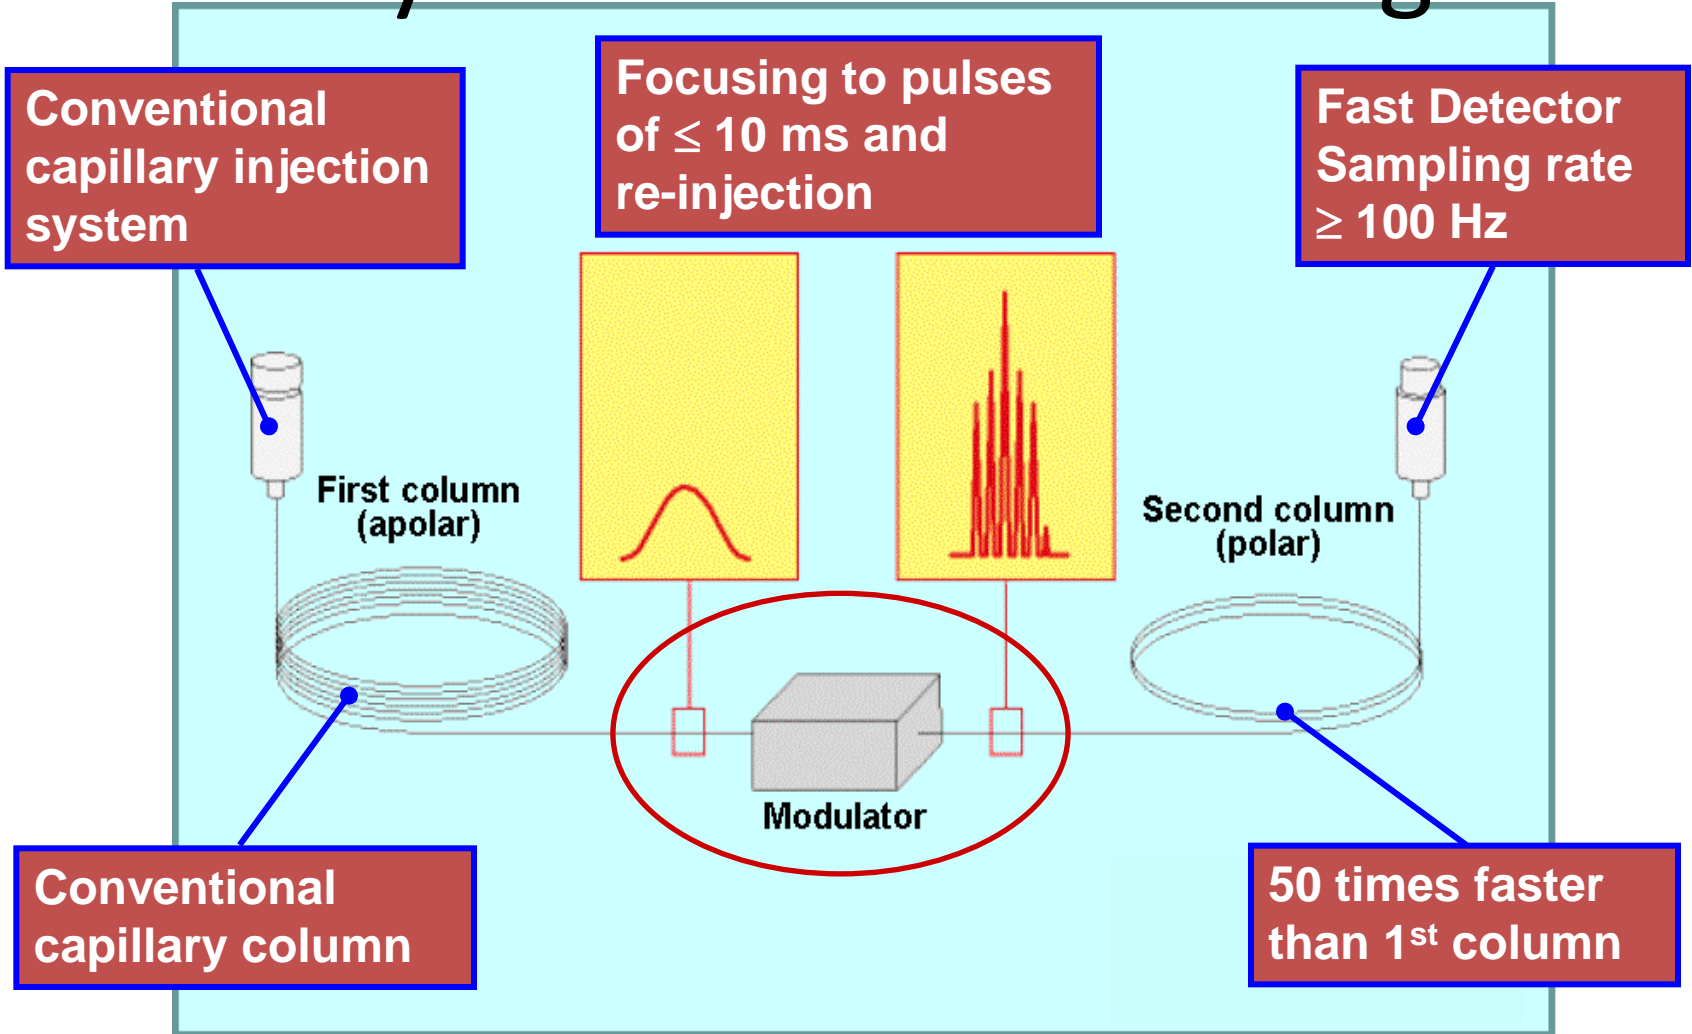 Conventional
capillary injection
system
Focusing to pulses
of ≤ 10 ms and
re-injection
Fast Detector
Sampling rate
≥ 100 Hz
First column
(apolar)
Second column
(polar)
Modulator
Conventional
capillary column
50 times faster
than 1st column